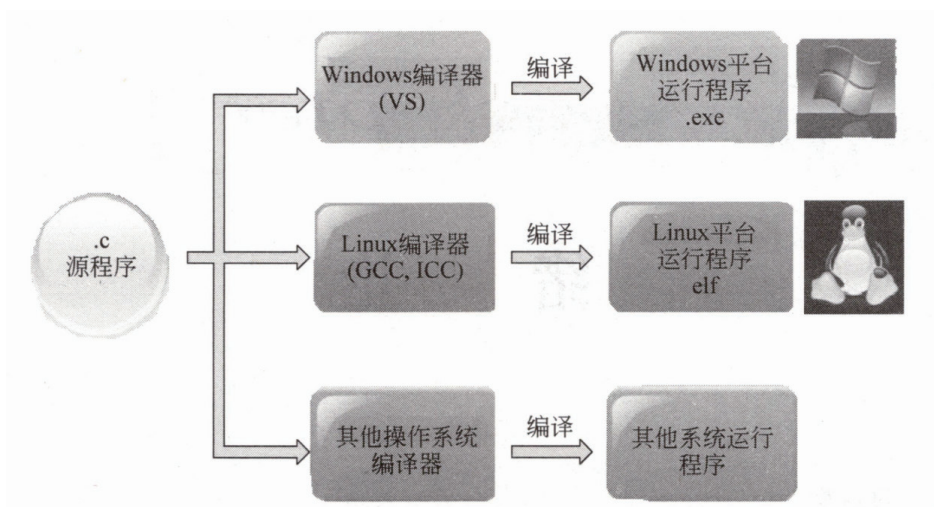 Windows编译器
(VS)
编译
Windows平台
运行程序
.exe
.c
源程序
Linux编译器
(GCC, ICC)
编译
Linux平台
运行程序
elf
其他操作系统
编译器
编译
其他系统运行
程序